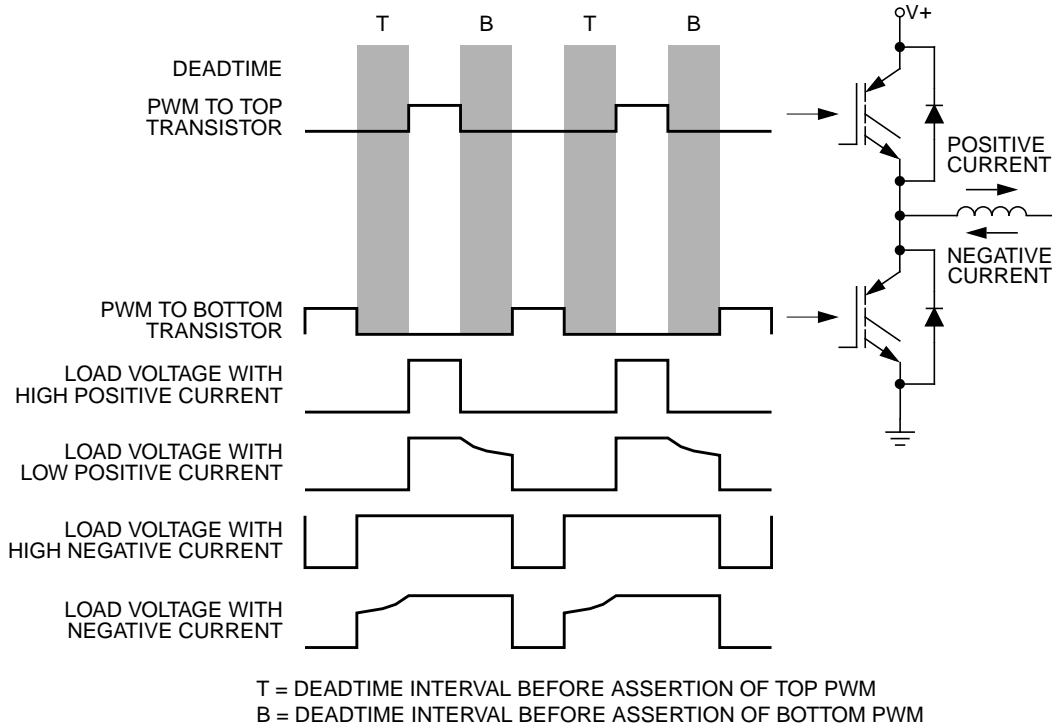 T
B
T
B
V+
DEADTIME
PWM TO TOP
TRANSISTOR
POSITIVE
CURRENT
NEGATIVE
CURRENT
PWM TO BOTTOM
TRANSISTOR
LOAD VOLTAGE WITH
HIGH POSITIVE CURRENT
LOAD VOLTAGE WITH
LOW POSITIVE CURRENT
LOAD VOLTAGE WITH
HIGH NEGATIVE CURRENT
LOAD VOLTAGE WITH
NEGATIVE CURRENT
T = DEADTIME INTERVAL BEFORE ASSERTION OF TOP PWM
B = DEADTIME INTERVAL BEFORE ASSERTION OF BOTTOM PWM